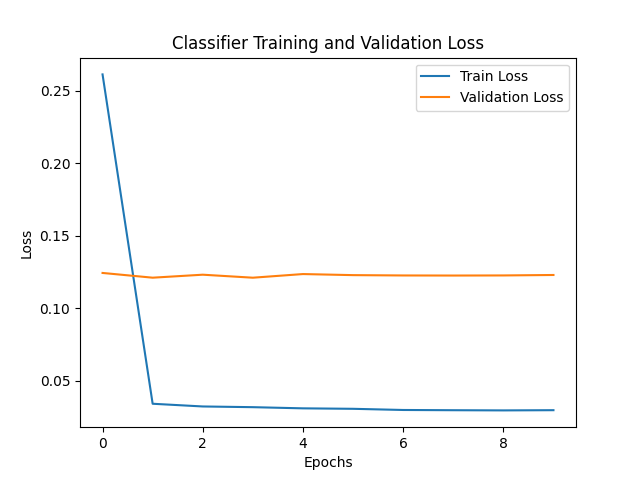 Classifier Training and Validation Loss
Train Loss
Validation Loss
0.25
0.20
0.15
0.10
0.05
Loss
0 2 4 6 8
Epochs